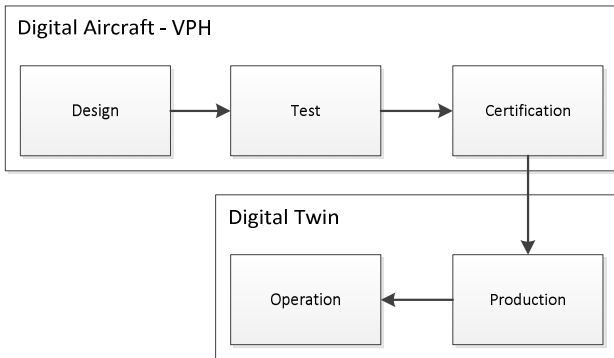 Digital Aircraft - VPH
Design
Test
Certification
Digital Twin
Operation
Production